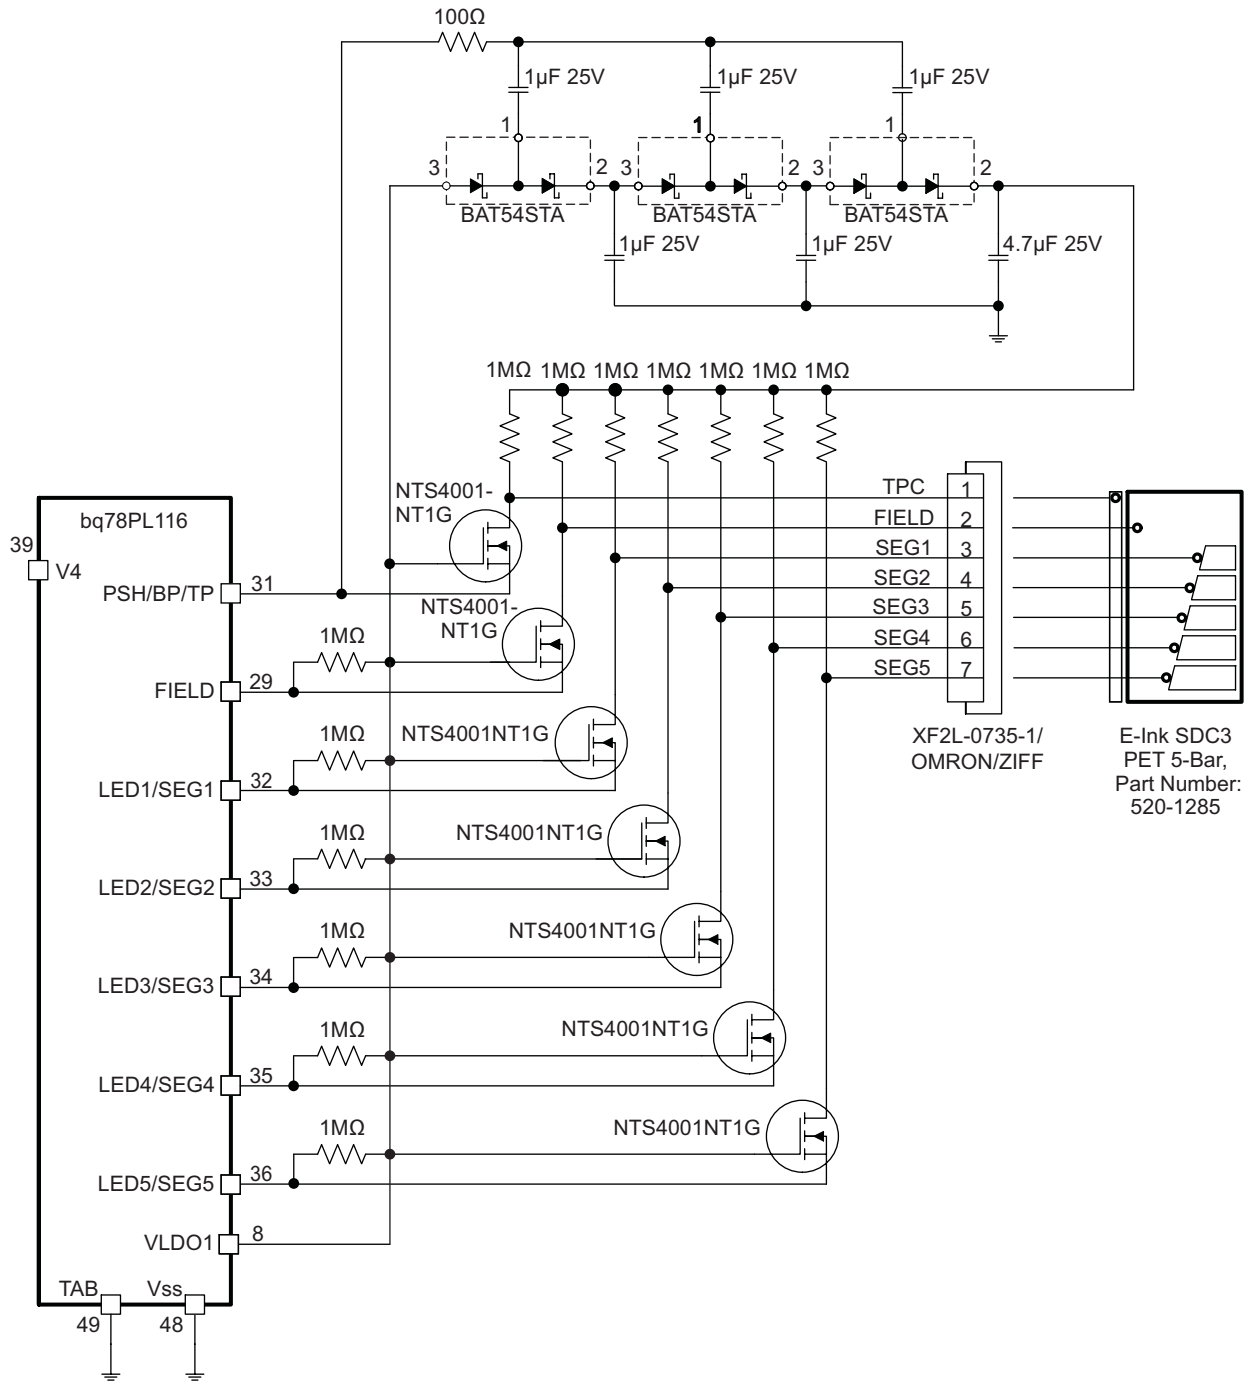 100Ω
1µF 25V
1µF 25V
1µF 25V
1
1
1
3
2
3
2
3
2
BAT54STA
BAT54STA
BAT54STA
1µF 25V
1µF 25V
4.7µF 25V
1MΩ
1MΩ
1MΩ
1MΩ
1MΩ
1MΩ
1MΩ
NTS4001-
NT1G
TPC
1
FIELD
2
SEG1
3
SEG2
4
SEG3
5
SEG4
6
SEG5
7
bq78PL116
39
V4
PSH/BP/TP
31
NTS4001-
NT1G
1MΩ
FIELD
29
XF2L-0735-1/
OMRON/ZIFF
E-Ink SDC3
PET 5-Bar,
Part Number:
520-1285
NTS4001NT1G
1MΩ
LED1/SEG1
32
NTS4001NT1G
1MΩ
LED2/SEG2
33
NTS4001NT1G
1MΩ
LED3/SEG3
34
NTS4001NT1G
1MΩ
LED4/SEG4
35
NTS4001NT1G
1MΩ
LED5/SEG5
36
VLDO1
8
TAB
Vss
49
48